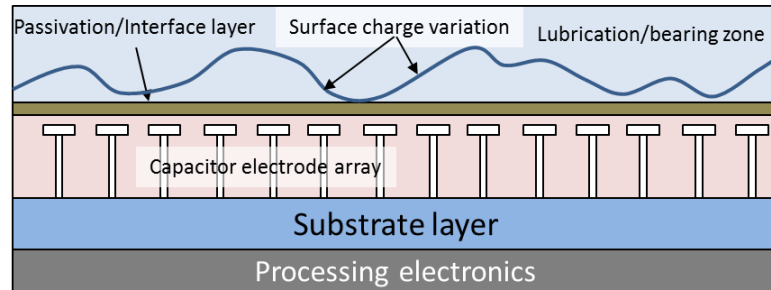 Passivation/Interface layer
Surface charge variation
Lubrication/bearing zone
Capacitor electrode array
Substrate layer
Processing electronics